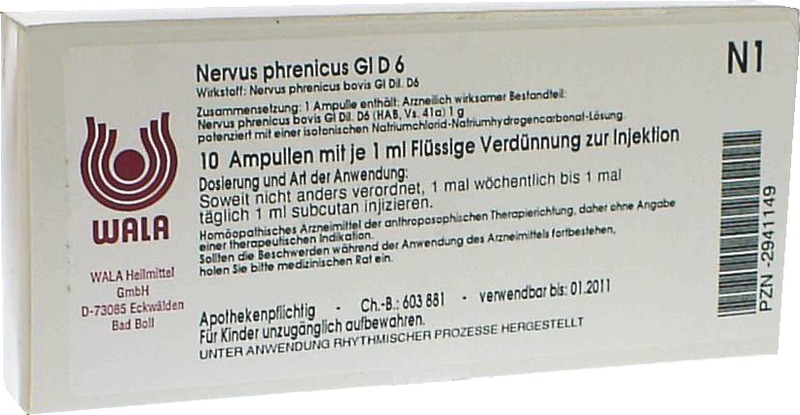 Nervus phrenicus Gl D 6
N1
Wirkstoff: Nervus phrenicus bovis Gl Dil. D6
Zusammensetzung: 1 Ampulle enthält: Arzneilich wirksamer Bestandteil:
Nervus phrenicus bovis Gl Dil. D6 (HAB, Vs. 41a) 1 g
potenziert mit einer isotonischen Natriumchlorid-Natriumhydrogencarbonat-Lösung.
10 Ampullen mit je 1 ml Flüssige Verdünnung zur Injektion
Dosierung und Art der Anwendung:
Soweit nicht anders verordnet, 1 mal wöchentlich bis 1 mal
täglich 1 ml subcutan injizieren.
Homöopathisches Arzneimittel der anthroposophischen Therapierichtung, daher ohne Angabe
einer therapeutischen Indikation.
Sollten die Beschwerden während der Anwendung des Arzneimittels fortbestehen,
holen Sie bitte medizinischen Rat ein.
Apothekenpflichtig - Ch.-B.: 603 881 - verwendbar bis: 01.2011
Für Kinder unzugänglich aufbewahren.
UNTER ANWENDUNG RHYTHMISCHER PROZESSE HERGESTELLT
WALA
WALA Heilmittel
GmbH
D-73085 Eckwälden
Bad Boll
PZN -2941149